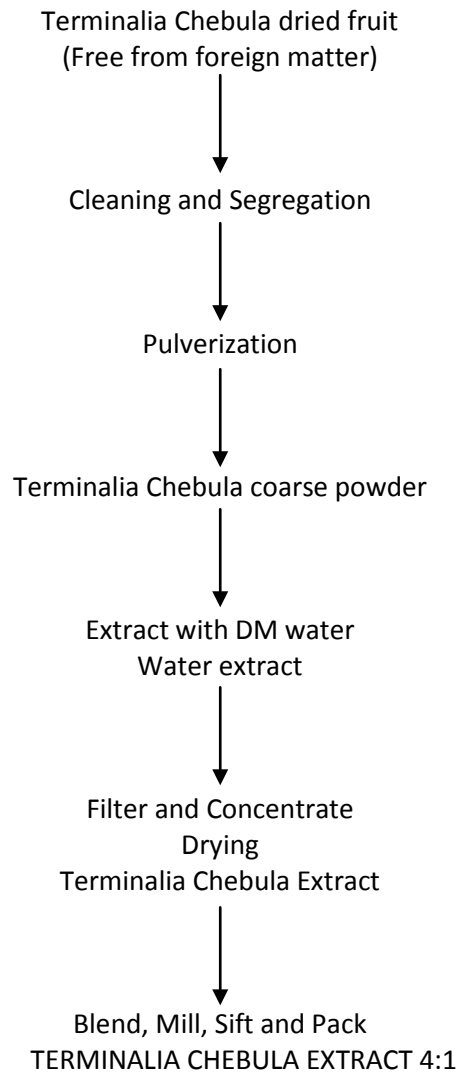 Terminalia Chebula dried fruit
(Free from foreign matter)
Cleaning and Segregation
Pulverization
Terminalia Chebula coarse powder
Extract with DM water
Water extract
Filter and Concentrate
Drying
Terminalia Chebula Extract
Blend, Mill, Sift and Pack
TERMINALIA CHEBULA EXTRACT 4:1